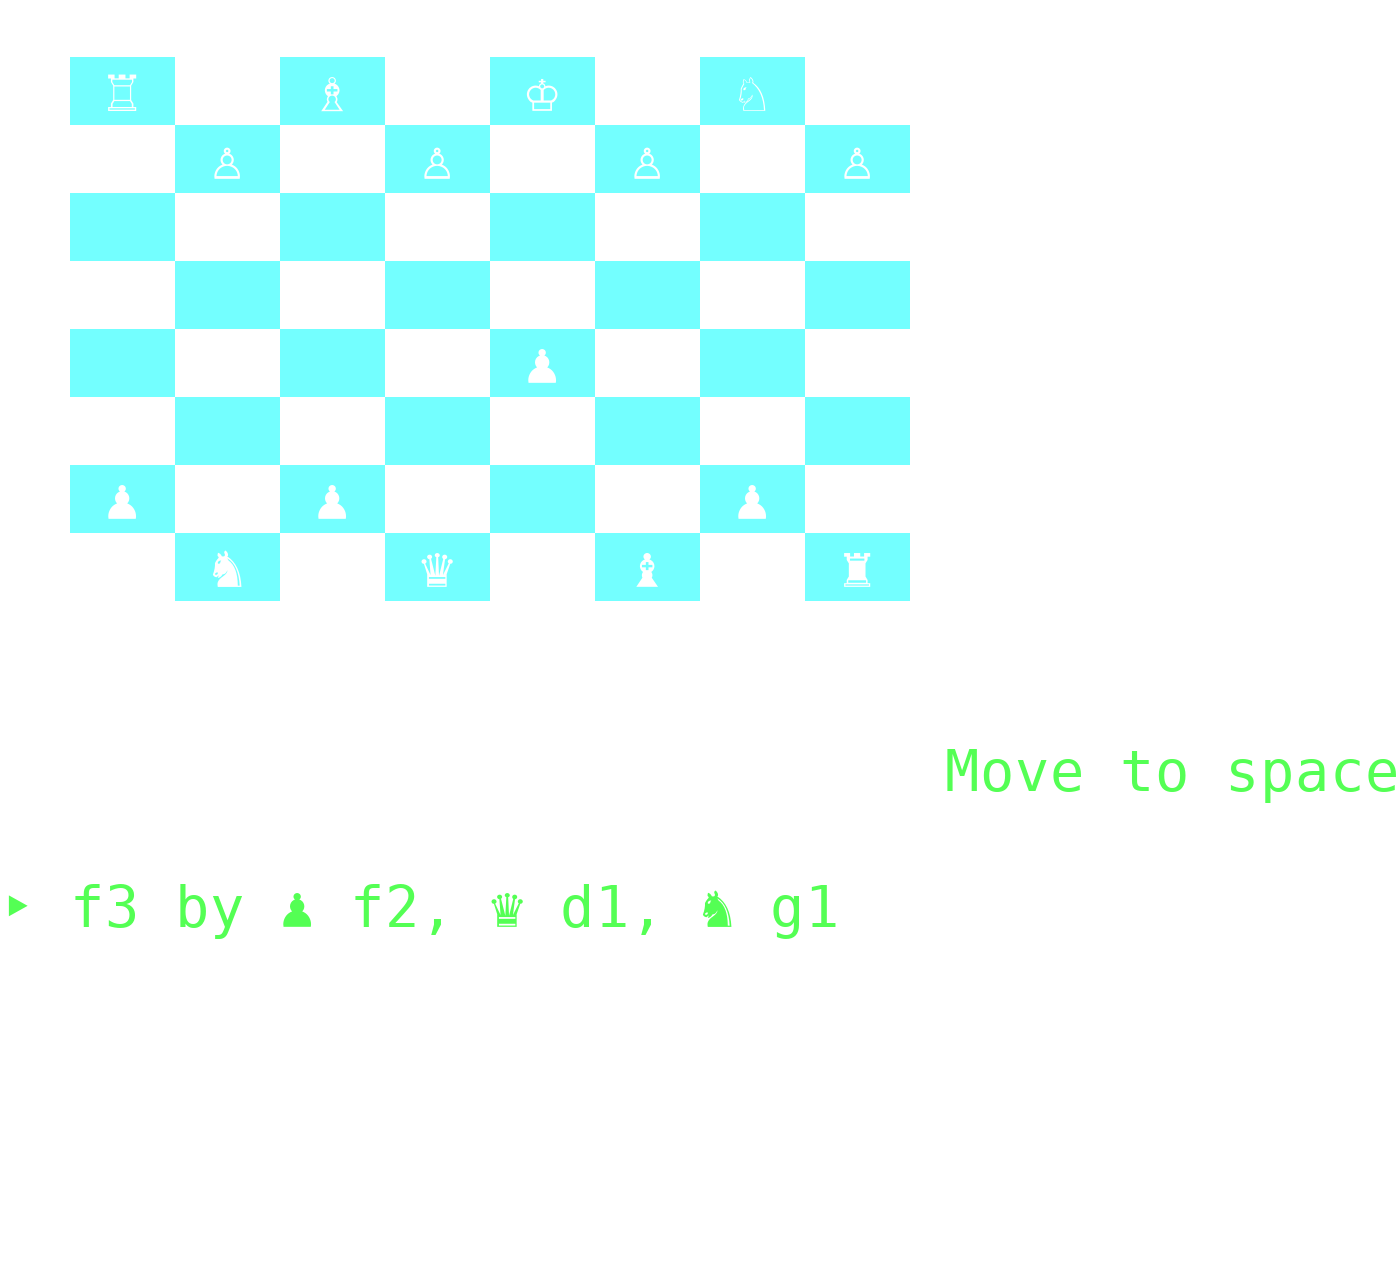 ♖ ♗ ♔ ♘
♙ ♙ ♙ ♙
♟
♟ ♟ ♟
♞ ♛ ♝ ♜
Move to space
▸ f3 by ♟ f2, ♛ d1, ♞ g1